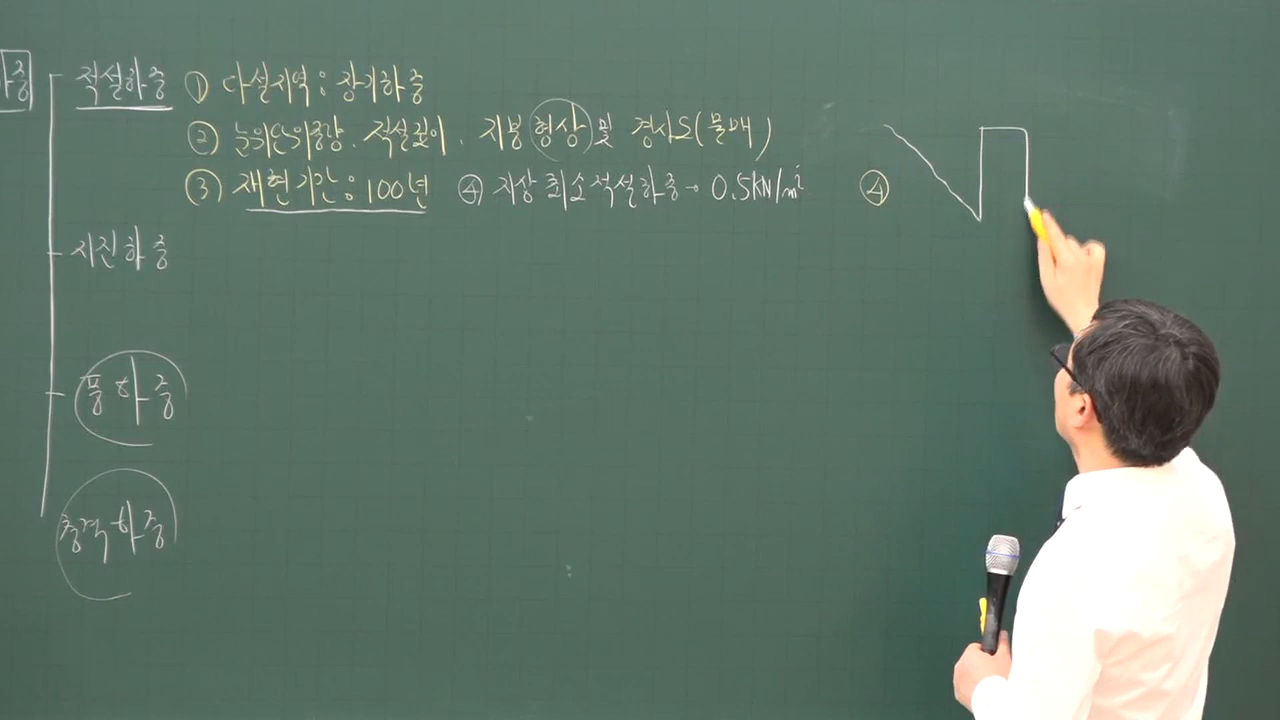 하중
적설하중 ① 다설지역 : 장기하중
② 눈의단위중량, 적설깊이, 지붕형상 및 경사도(물매)
③ 재현기간 : 100년 ④ 지상 최소적설하중 → 0.5KN/m² ④
지진하중
풍하중
충격하중